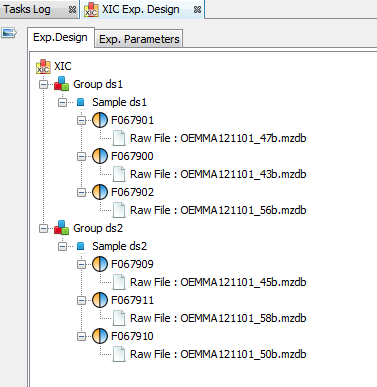 Tasks Log XIC Exp. Design
Exp.Design Exp. Parameters
XIC XIC
Group ds1
Sample ds1
F067901
Raw File : OEMMA121101_47b.mzdb
F067900
Raw File : OEMMA121101_43b.mzdb
F067902
Raw File : OEMMA121101_56b.mzdb
Group ds2
Sample ds2
F067909
Raw File : OEMMA121101_45b.mzdb
F067911
Raw File : OEMMA121101_58b.mzdb
F067910
Raw File : OEMMA121101_50b.mzdb